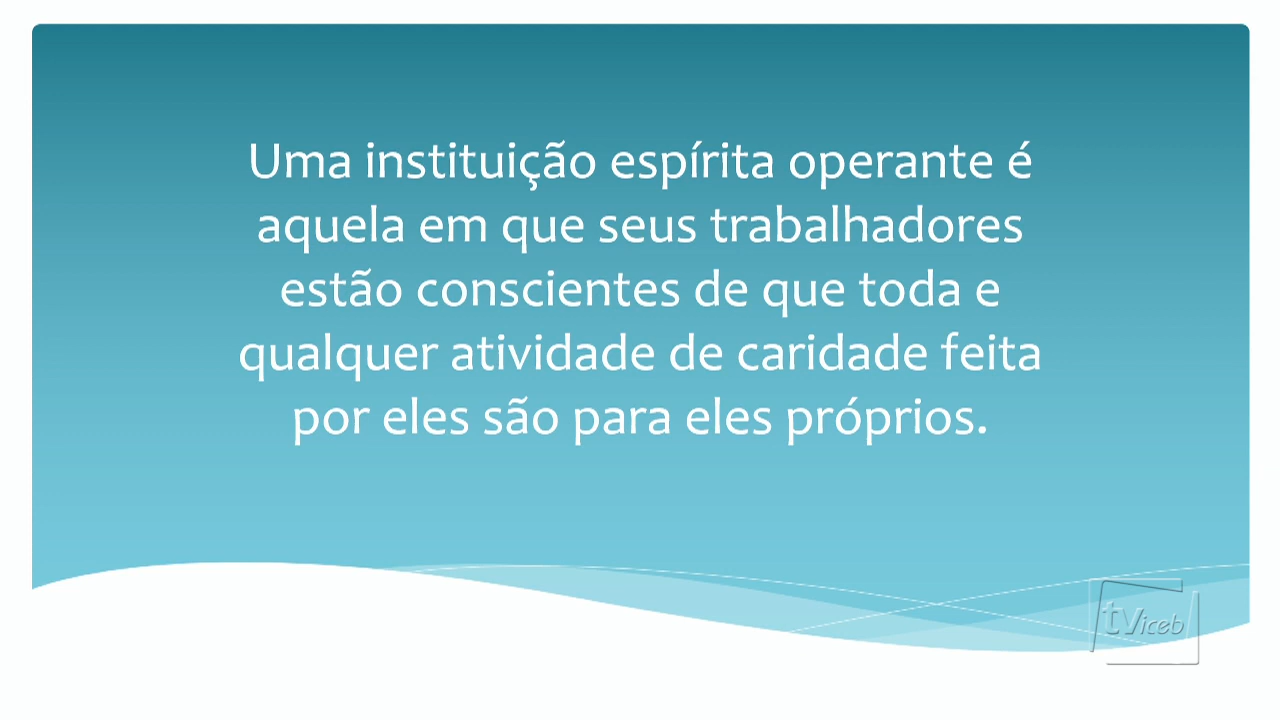 Uma instituição espírita operante é
aquela em que seus trabalhadores
estão conscientes de que toda e
qualquer atividade de caridade feita
por eles são para eles próprios.
tViceb